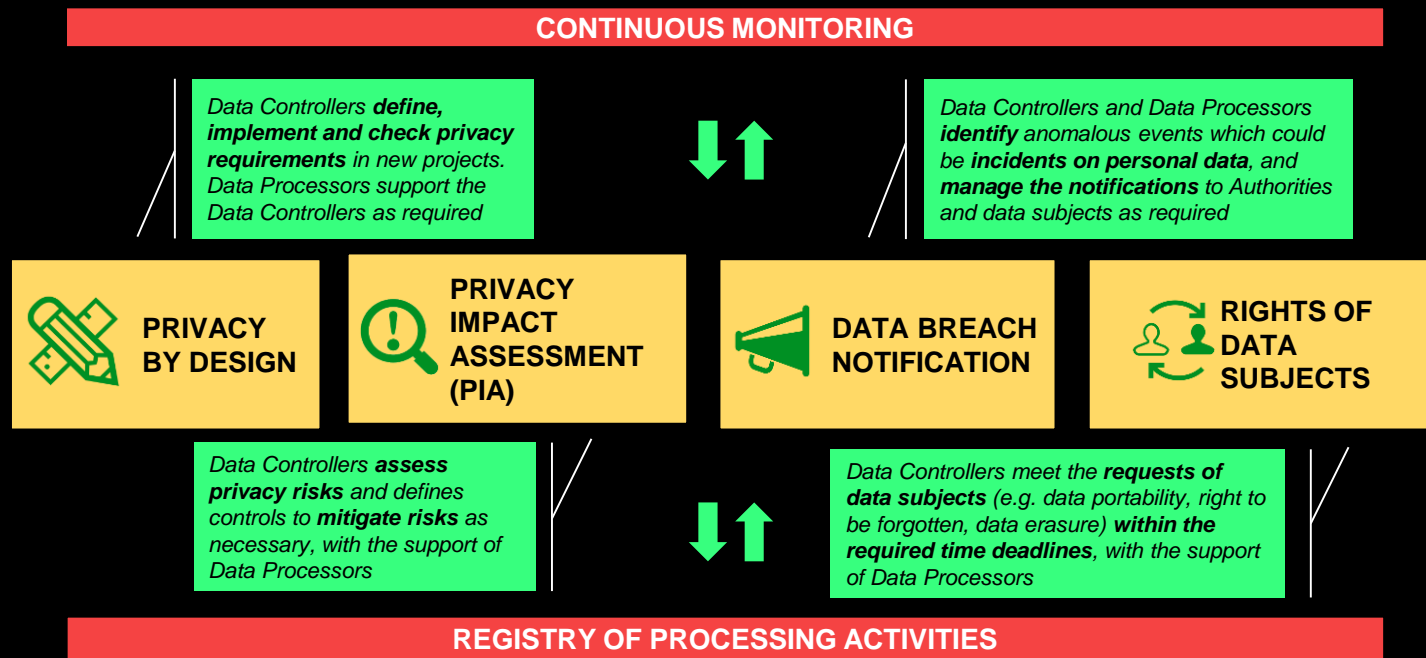 CONTINUOUS MONITORING
Data Controllers define,
implement and check privacy
requirements in new projects.
Data Processors support the
Data Controllers as required
Data Controllers and Data Processors
identify anomalous events which could
be incidents on personal data, and
manage the notifications to Authorities
and data subjects as required
PRIVACY
BY DESIGN
PRIVACY
IMPACT
ASSESSMENT
(PIA)
DATA BREACH
NOTIFICATION
RIGHTS OF
DATA
SUBJECTS
Data Controllers assess
privacy risks and defines
controls to mitigate risks as
necessary, with the support of
Data Processors
Data Controllers meet the requests of
data subjects (e.g. data portability, right to
be forgotten, data erasure) within the
required time deadlines, with the support
of Data Processors
REGISTRY OF PROCESSING ACTIVITIES